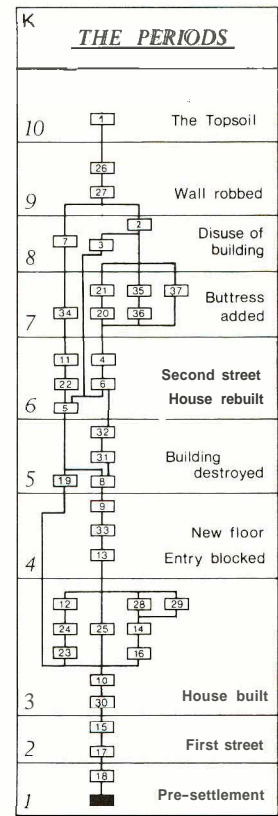 K
THE PERIODS
10
1
The Topsoil
26
9
27
Wall robbed
2
7
3
Disuse of
8
building
21
35
37
Buttress
34
20
36
added
7
11
4
Second street
22
6
House rebuilt
6
5
32
31
Building
19
8
destroyed
5
9
33
New floor
13
Entry blocked
4
12
28
29
24
25
14
23
16
10
3
30
House built
15
2
17
First street
18
1
Pre-settlement